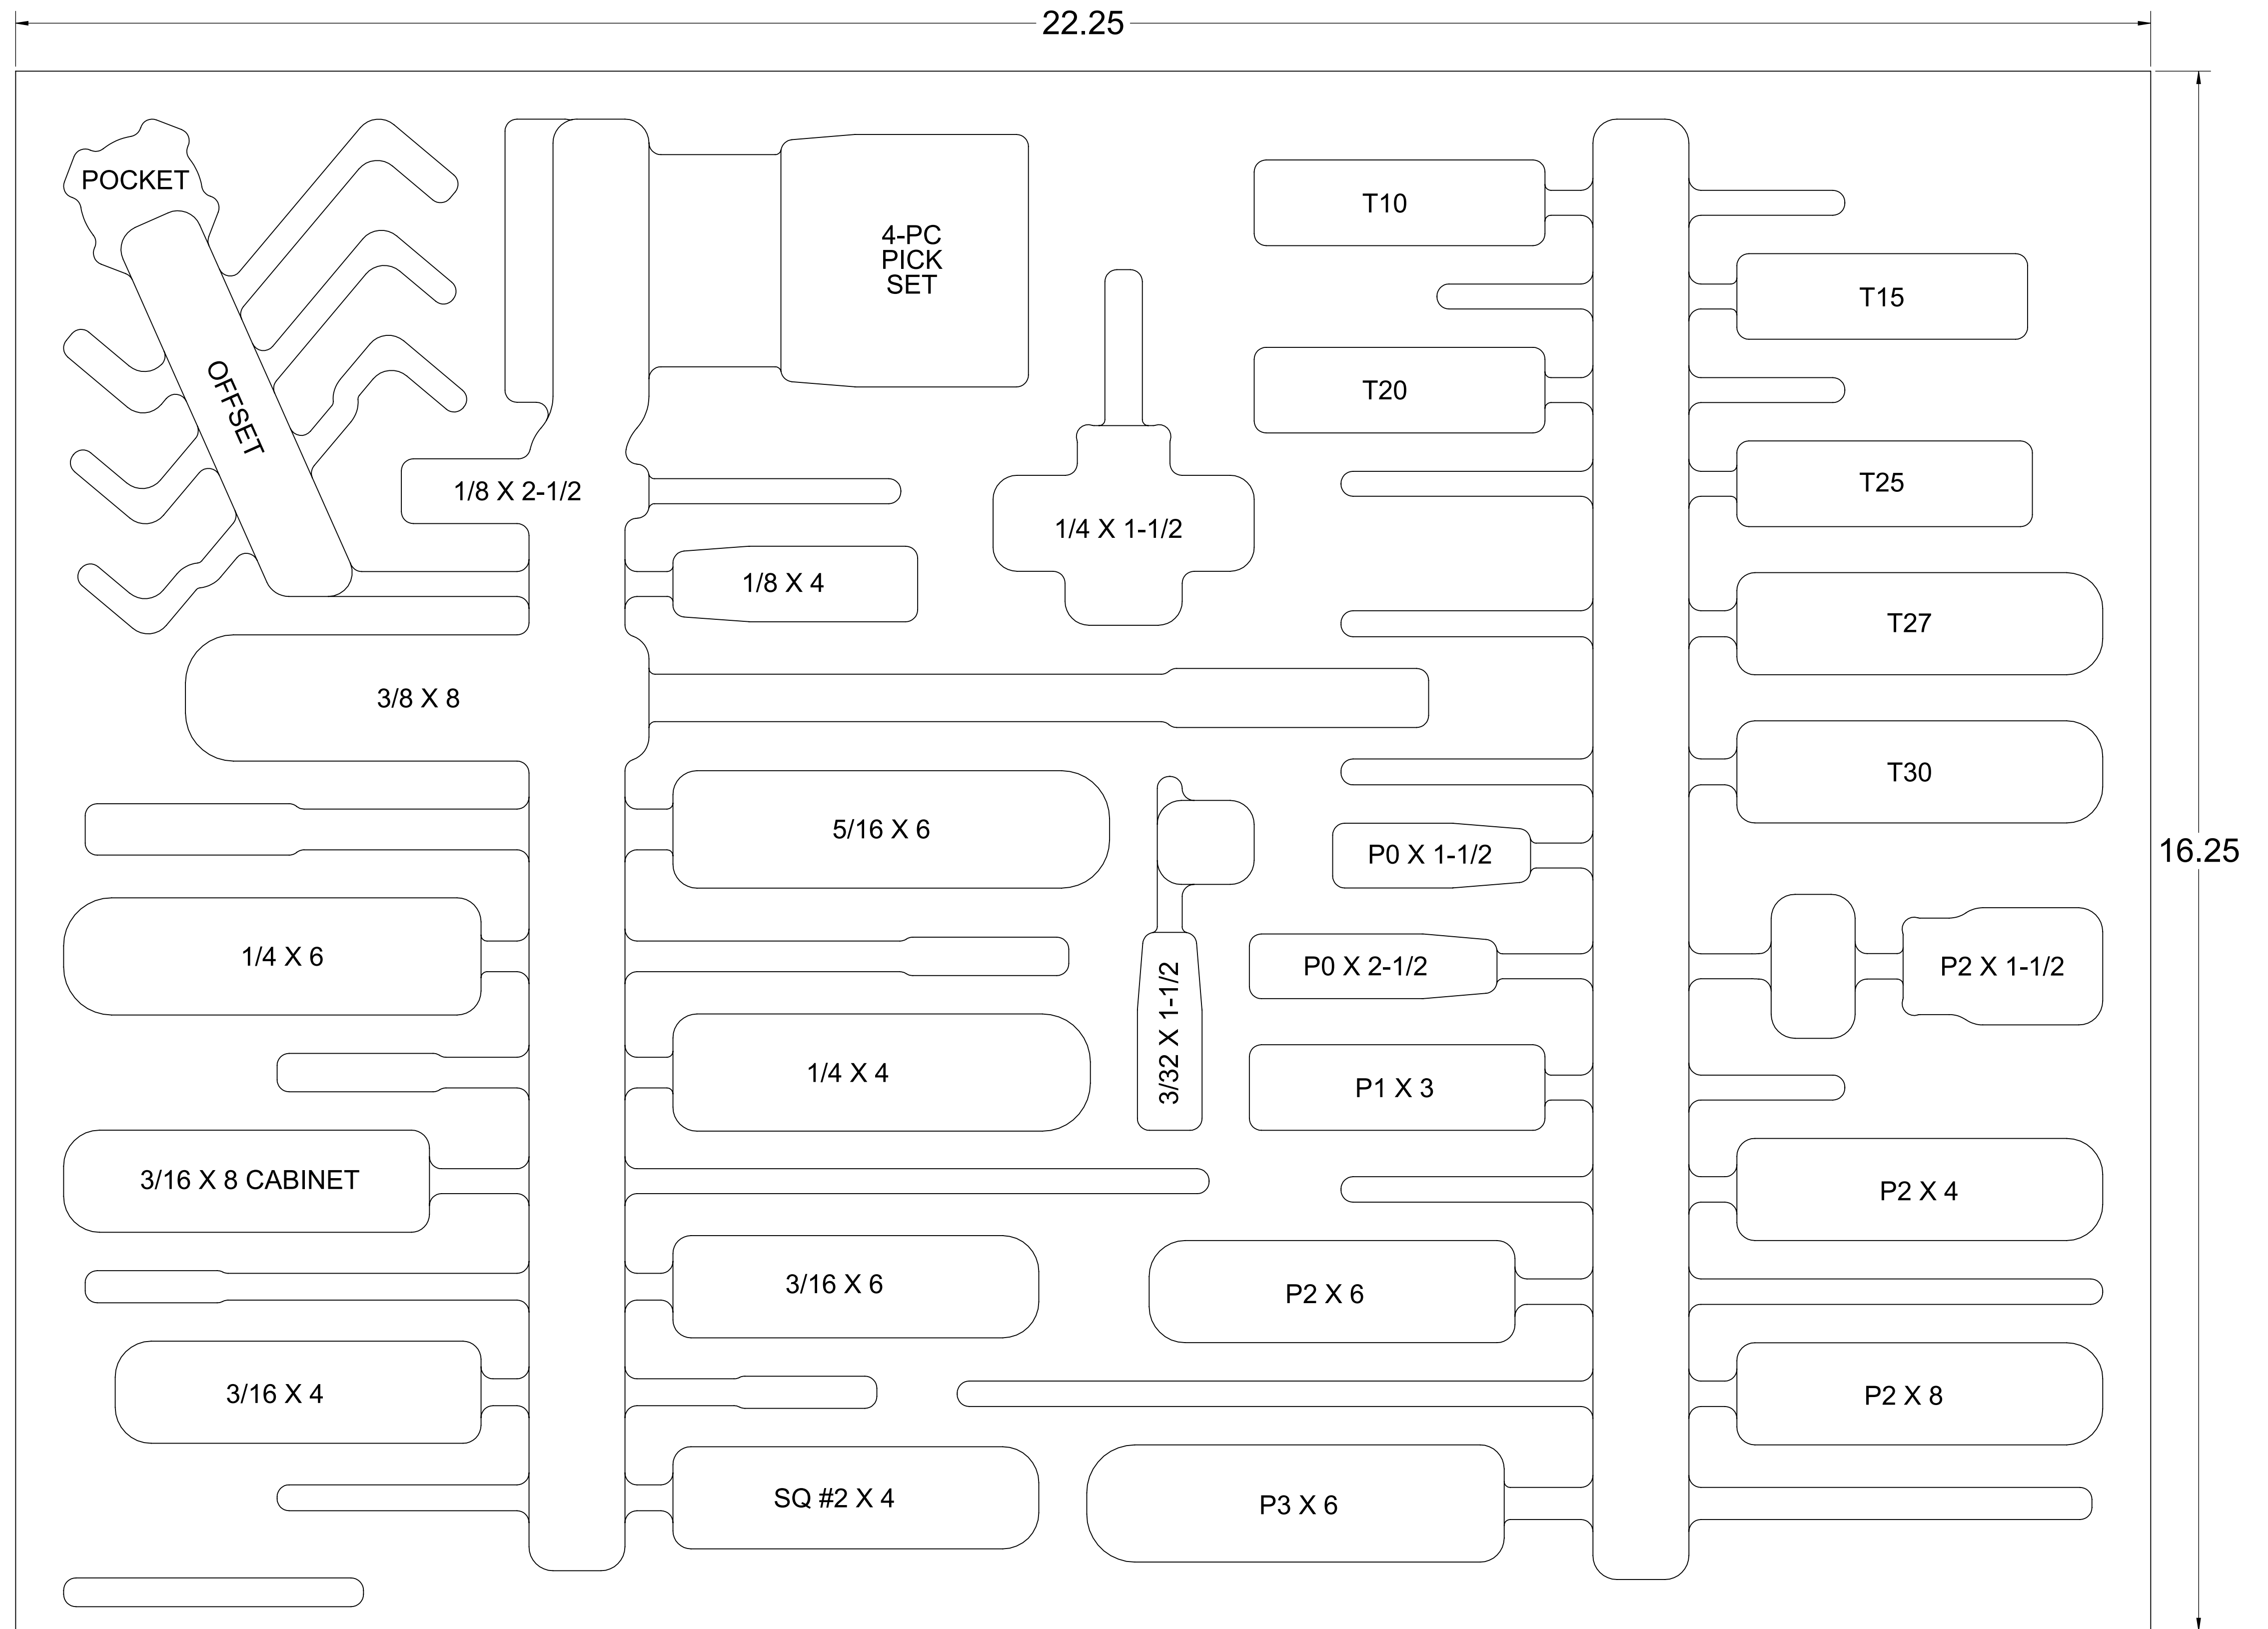 22.25
POCKET
OFFSET
4-PC
PICK
SET
1/8 X 2-1/2
1/4 X 1-1/2
1/8 X 4
3/8 X 8
5/16 X 6
1/4 X 6
1/4 X 4
3/32 X 1-1/2
3/16 X 8 CABINET
3/16 X 6
3/16 X 4
SQ #2 X 4
T10
T15
T20
T25
T27
T30
P0 X 1-1/2
P0 X 2-1/2
P2 X 1-1/2
P1 X 3
P2 X 4
P2 X 6
P2 X 8
P3 X 6
16.25